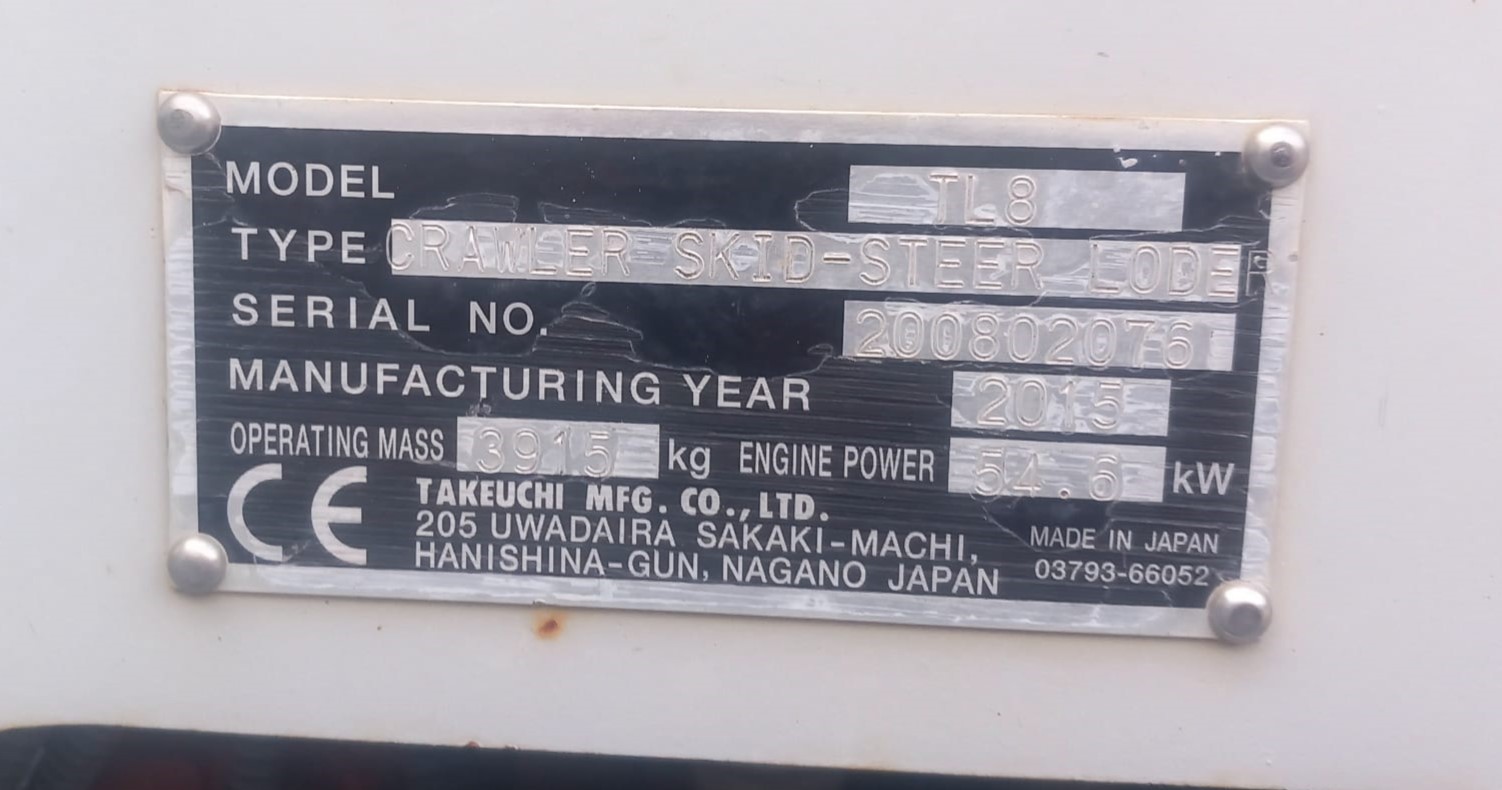 MODEL TL8
TYPE CRAWLER SKID-STEER LODER
SERIAL NO. 200802076
MANUFACTURING YEAR 2015
OPERATING MASS 3915 kg ENGINE POWER 54.6 kW
CE TAKEUCHI MFG. CO.,LTD.
205 UWADAIRA SAKAKI-MACHI,
HANISHINA-GUN, NAGANO JAPAN
MADE IN JAPAN
03793-66052